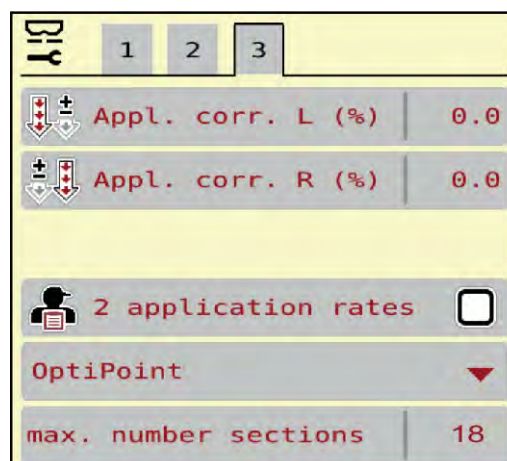 1 2 3
Appl. corr. L (%) 0.0
Appl. corr. R (%) 0.0
2 application rates
OptiPoint
max. number sections 18